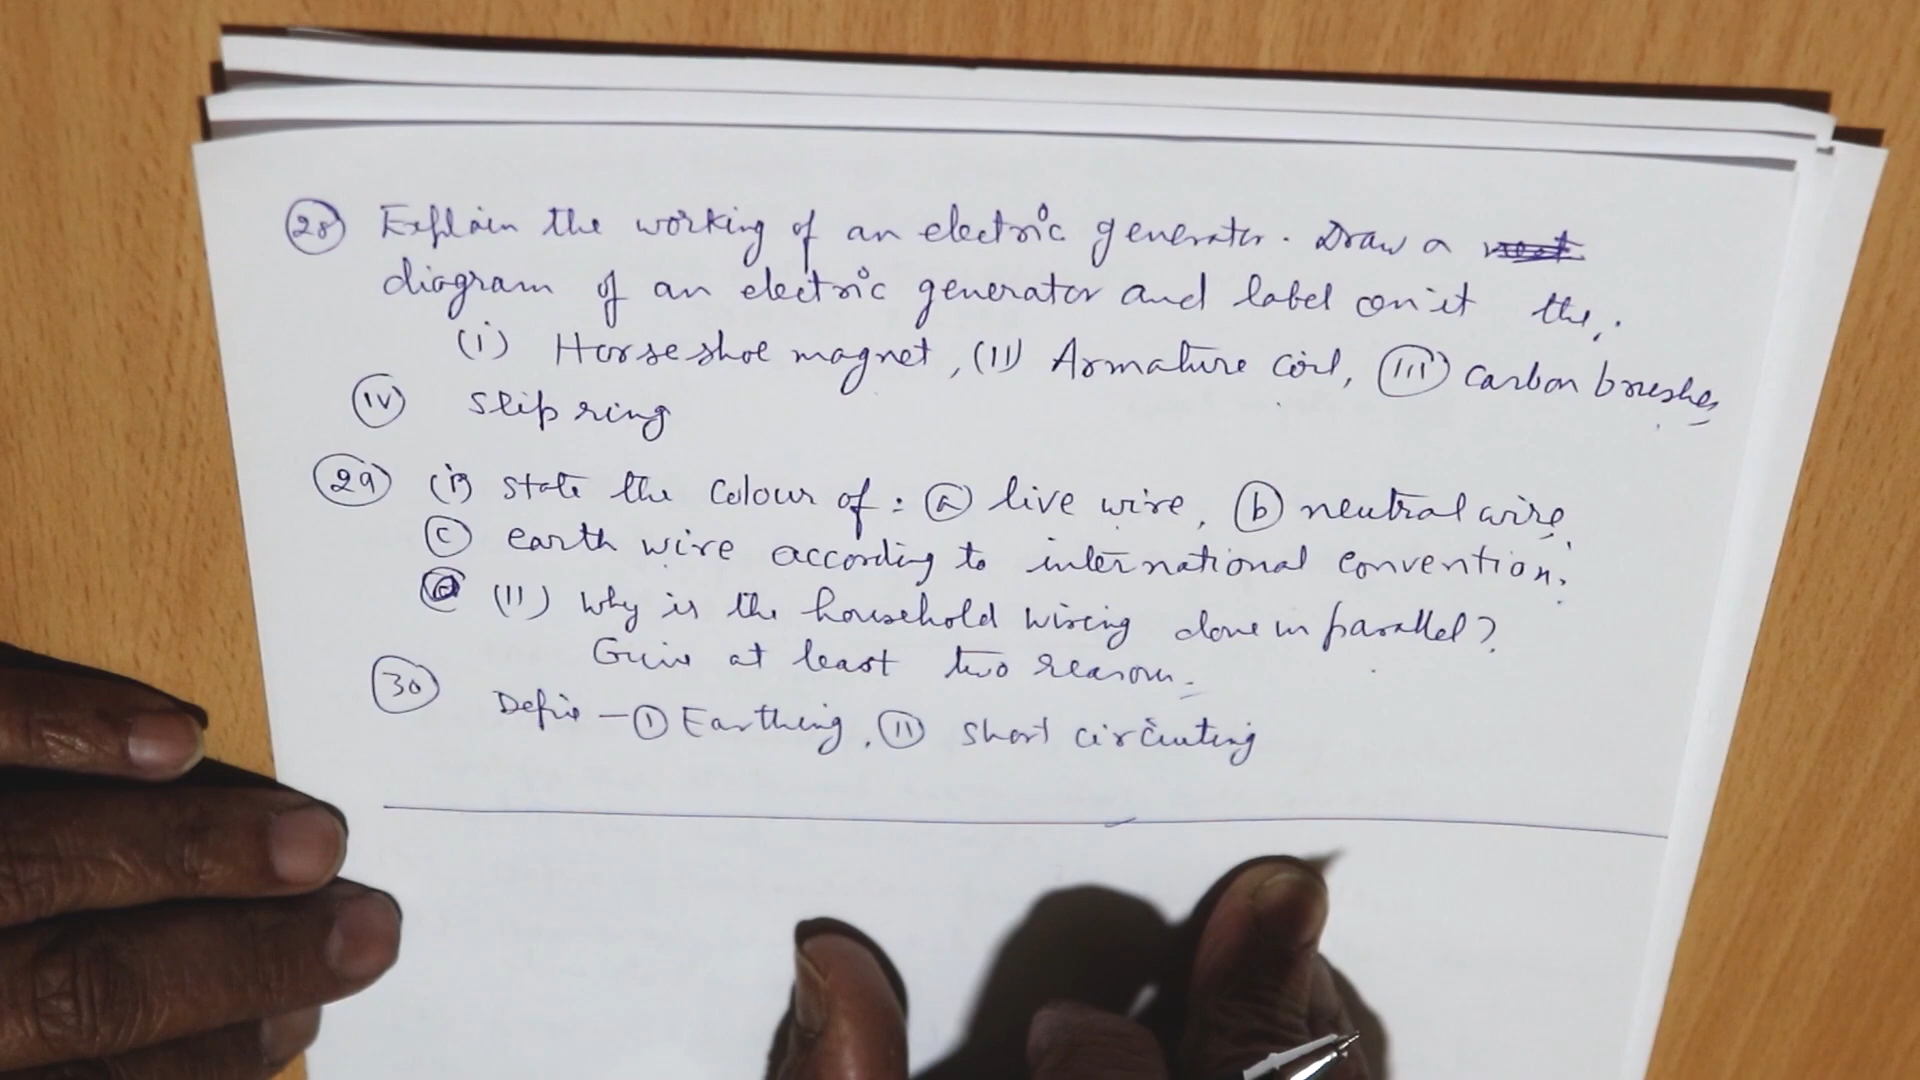 28 Explain the working of an electric generator. Draw a
diagram of an electric generator and label on it the:
(i) Horse shoe magnet, (II) Armature coil, (III) carbon brushes
(IV) slip ring
29 (i) state the colour of : (a) live wire, (b) neutral wire,
(c) earth wire according to international convention.
(II) Why is the household wiring done in parallel?
Give at least two reasons.
30 Define - (I) Earthing, (II) short circuiting